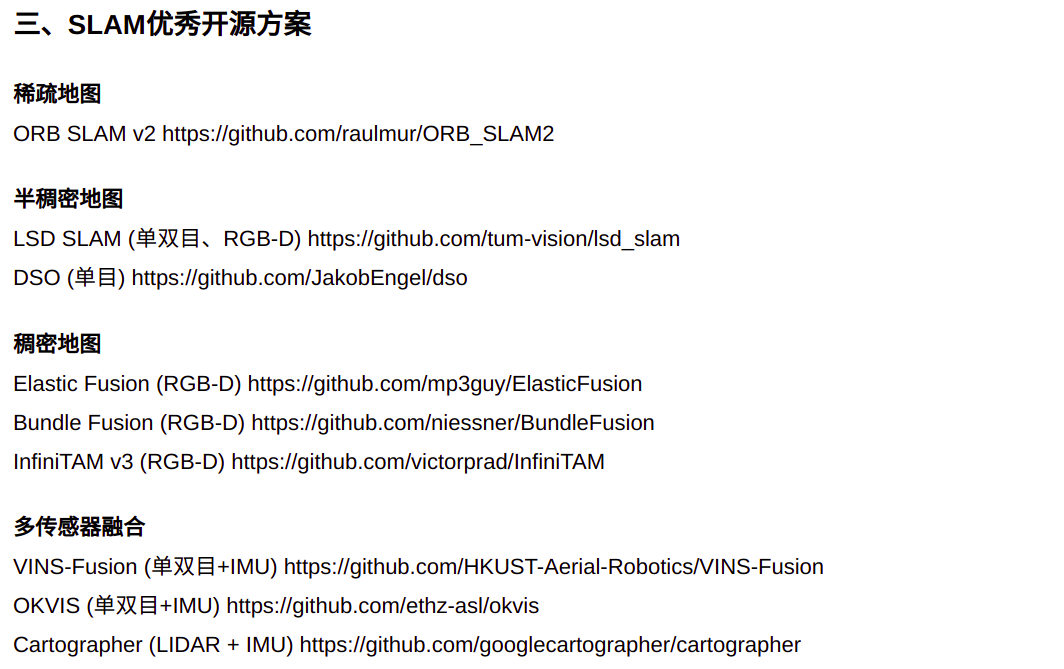 三、SLAM优秀开源方案
稀疏地图
ORB SLAM v2 https://github.com/raulmur/ORB_SLAM2
半稠密地图
LSD SLAM (单双目、RGB-D) https://github.com/tum-vision/lsd_slam
DSO (单目) https://github.com/JakobEngel/dso
稠密地图
Elastic Fusion (RGB-D) https://github.com/mp3guy/ElasticFusion
Bundle Fusion (RGB-D) https://github.com/niessner/BundleFusion
InfiniTAM v3 (RGB-D) https://github.com/victorprad/InfiniTAM
多传感器融合
VINS-Fusion (单双目+IMU) https://github.com/HKUST-Aerial-Robotics/VINS-Fusion
OKVIS (单双目+IMU) https://github.com/ethz-asl/okvis
Cartographer (LIDAR + IMU) https://github.com/googlecartographer/cartographer